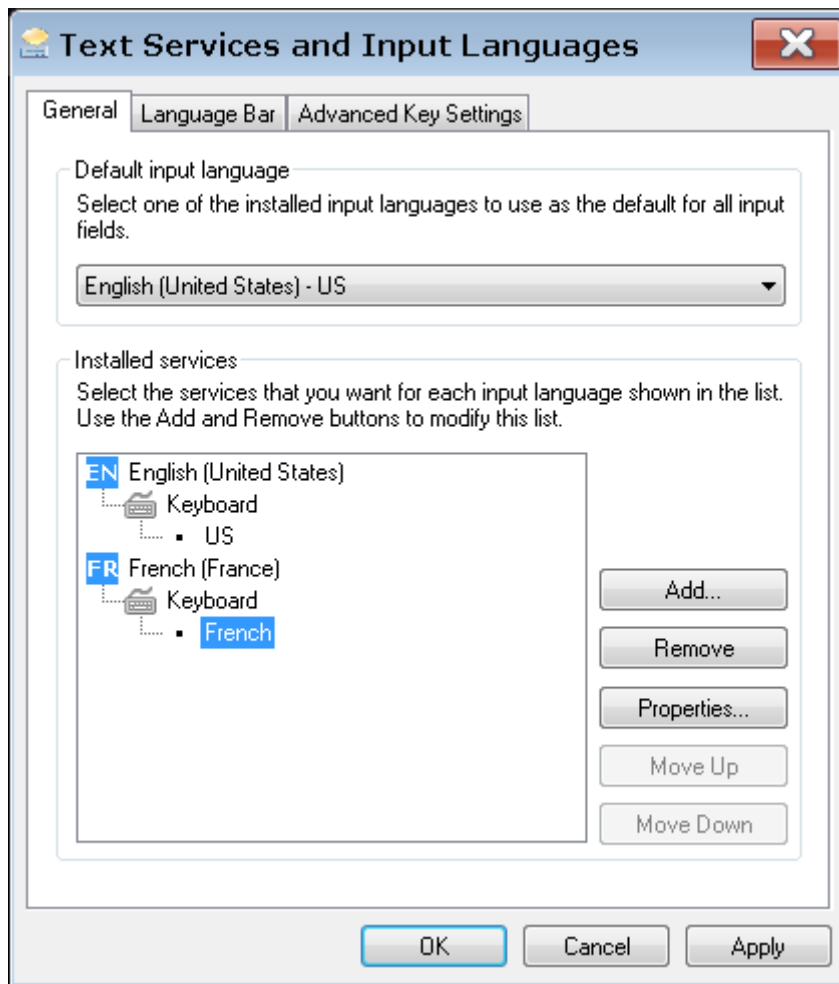 Text Services and Input Languages
General
Language Bar
Advanced Key Settings
Default input language
Select one of the installed input languages to use as the default for all input
fields.
English (United States) - US
Installed services
Select the services that you want for each input language shown in the list.
Use the Add and Remove buttons to modify this list.
EN English (United States)
Keyboard
US
FR French (France)
Keyboard
French
Add...
Remove
Properties...
Move Up
Move Down
OK
Cancel
Apply